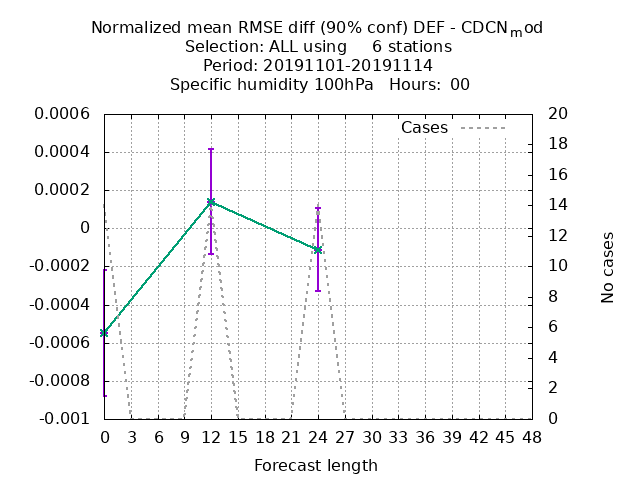 Normalized mean RMSE diff (90% conf) DEF - CDCNmod
Selection: ALL using     6 stations
Period: 20191101-20191114
Specific humidity 100hPa   Hours:  00
Cases
0.0006
0.0004
0.0002
0
-0.0002
-0.0004
-0.0006
-0.0008
-0.001
20
18
16
14
12
10
8
6
4
2
0
No cases
0 3 6 9 12 15 18 21 24 27 30 33 36 39 42 45 48
Forecast length